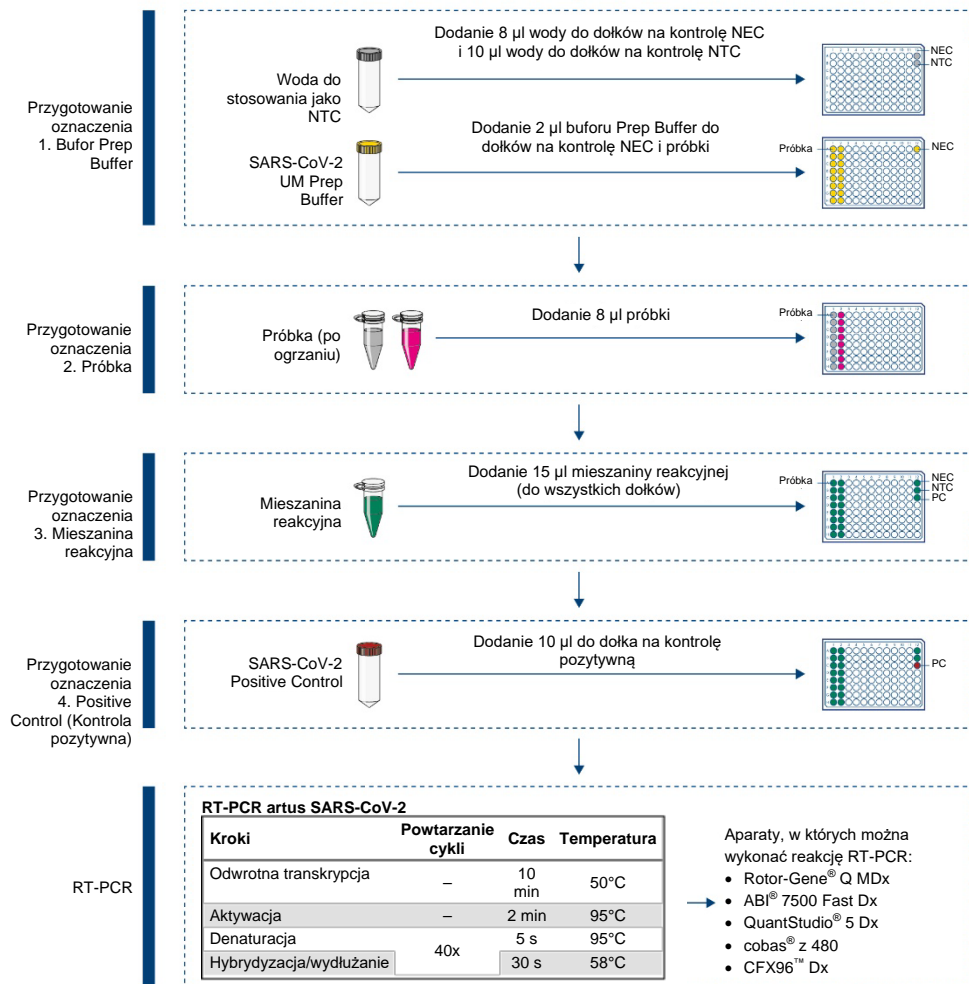 Przygotowanie
oznaczenia
1. Bufor Prep
Buffer
Woda do
stosowania jako
NTC
Dodanie 8 µl wody do dołków na kontrolę NEC
i 10 µl wody do dołków na kontrolę NTC
NEC
NTC
SARS-CoV-2
UM Prep
Buffer
Dodanie 2 µl buforu Prep Buffer do
dołków na kontrolę NEC i próbki
Próbka
NEC
Przygotowanie
oznaczenia
2. Próbka
Próbka (po
ogrzaniu)
Dodanie 8 µl próbki
Próbka
Przygotowanie
oznaczenia
3. Mieszanina
reakcyjna
Mieszanina
reakcyjna
Dodanie 15 µl mieszaniny reakcyjnej
(do wszystkich dołków)
Próbka
NEC
NTC
PC
Przygotowanie
oznaczenia
4. Positive
Control (Kontrola
pozytywna)
SARS-CoV-2
Positive Control
Dodanie 10 µl do dołka na kontrolę
pozytywną
PC
RT-PCR
RT-PCR artus SARS-CoV-2
Kroki Powtarzanie cykli Czas Temperatura
Odwrotna transkrypcja – 10 min 50°C
Aktywacja – 2 min 95°C
Denaturacja 40x 5 s 95°C
Hybrydyzacja/wydłużanie 30 s 58°C
Aparaty, w których można
wykonać reakcję RT-PCR:
• Rotor-Gene® Q MDx
• ABI® 7500 Fast Dx
• QuantStudio® 5 Dx
• cobas® z 480
• CFX96™ Dx